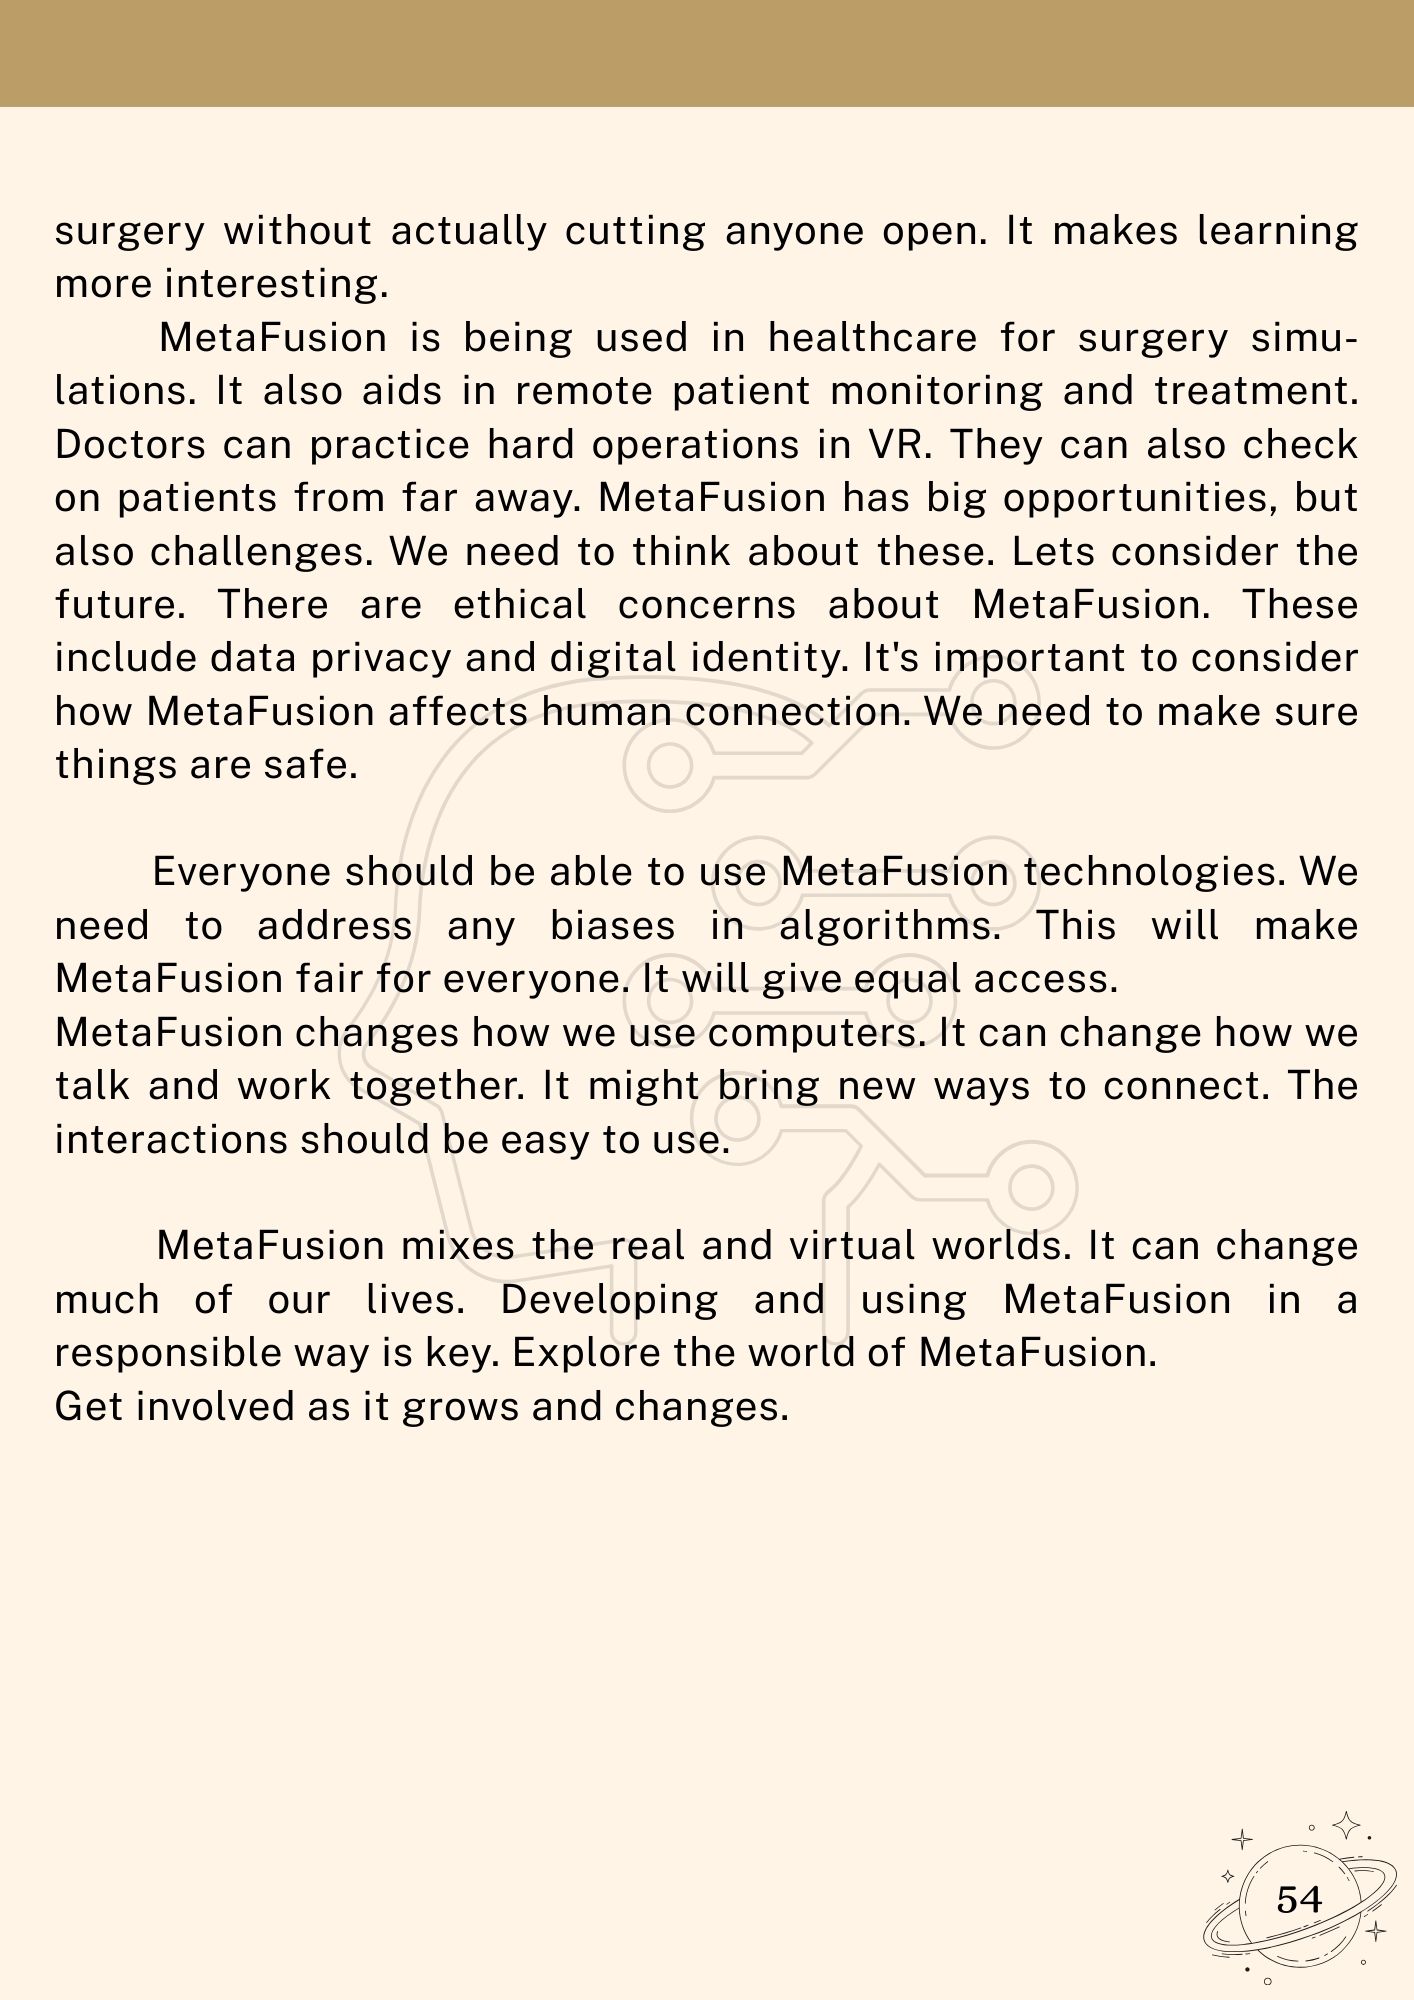 surgery without actually cutting anyone open. It makes learning
more interesting.
MetaFusion is being used in healthcare for surgery simu-
lations. It also aids in remote patient monitoring and treatment.
Doctors can practice hard operations in VR. They can also check
on patients from far away. MetaFusion has big opportunities, but
also challenges. We need to think about these. Lets consider the
future. There are ethical concerns about MetaFusion. These
include data privacy and digital identity. It's important to consider
how MetaFusion affects human connection. We need to make sure
things are safe.
Everyone should be able to use MetaFusion technologies. We
need to address any biases in algorithms. This will make
MetaFusion fair for everyone. It will give equal access.
MetaFusion changes how we use computers. It can change how we
talk and work together. It might bring new ways to connect. The
interactions should be easy to use.
MetaFusion mixes the real and virtual worlds. It can change
much of our lives. Developing and using MetaFusion in a
responsible way is key. Explore the world of MetaFusion.
Get involved as it grows and changes.
54